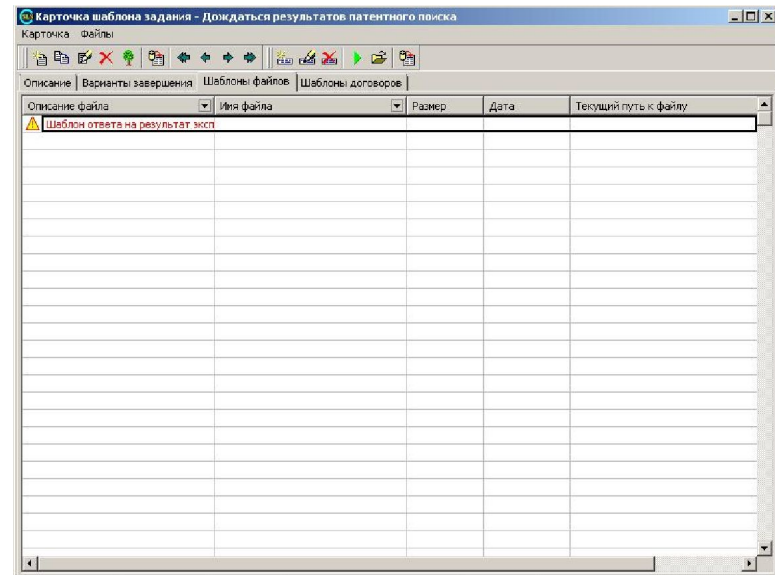 Карточка шаблона задания - Дождаться результатов патентного поиска
Карточка Файлы
Описание Варианты завершения Шаблоны файлов Шаблоны договоров
Описание файла Имя файла Размер Дата Текущий путь к файлу
Шаблон ответа на результат эксп